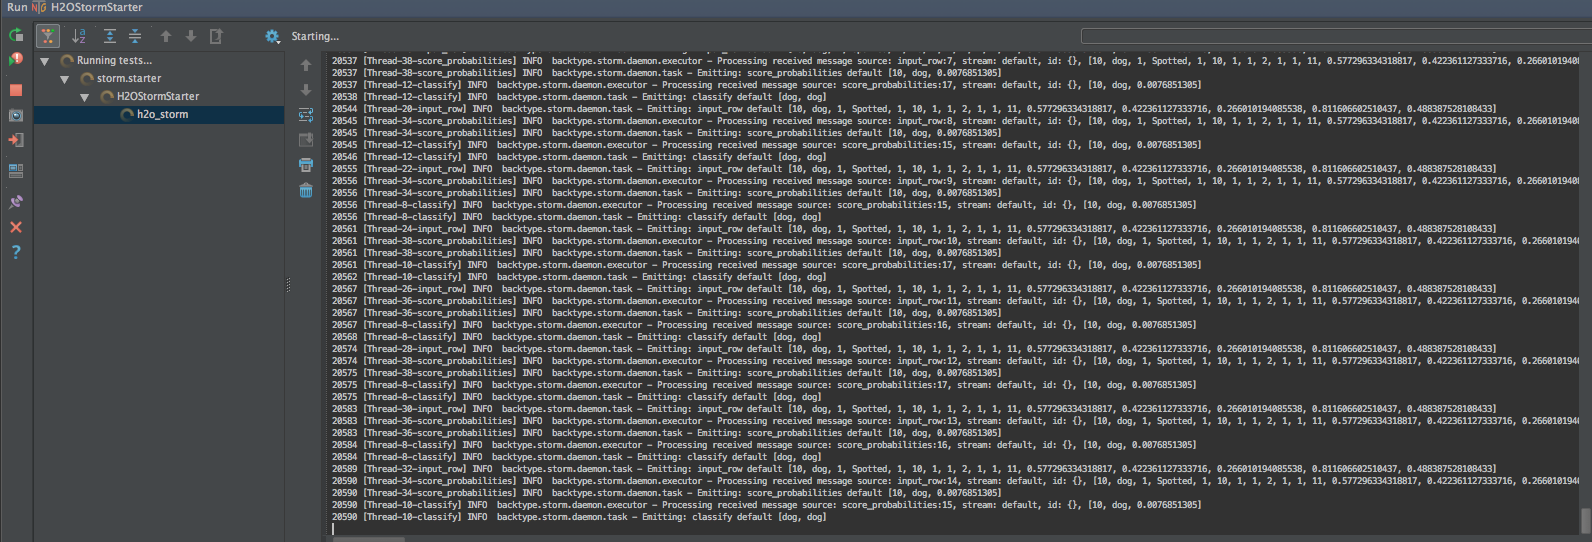 Run NG H2OStormStarter
Starting...
Running tests...
storm.starter
H2OStormStarter
h2o_storm
20537 [Thread-38-score_probabilities] INFO  backtype.storm.daemon.executor - Processing received message source: input_row:7, stream: default, id: {}, [10, dog, 1, Spotted, 1, 10, 1, 1, 2, 1, 1, 11, 0.577296334318817, 0.422361127333716, 0.2660101940
20537 [Thread-38-score_probabilities] INFO  backtype.storm.daemon.task - Emitting: score_probabilities default [10, dog, 0.0076851305]
20537 [Thread-12-classify] INFO  backtype.storm.daemon.executor - Processing received message source: score_probabilities:17, stream: default, id: {}, [10, dog, 0.0076851305]
20538 [Thread-12-classify] INFO  backtype.storm.daemon.task - Emitting: classify default [dog, dog]
20544 [Thread-20-input_row] INFO  backtype.storm.daemon.task - Emitting: input_row default [10, dog, 1, Spotted, 1, 10, 1, 1, 2, 1, 1, 11, 0.577296334318817, 0.422361127333716, 0.266010194085538, 0.811606602510437, 0.488387528108433]
20545 [Thread-34-score_probabilities] INFO  backtype.storm.daemon.executor - Processing received message source: input_row:8, stream: default, id: {}, [10, dog, 1, Spotted, 1, 10, 1, 1, 2, 1, 1, 11, 0.577296334318817, 0.422361127333716, 0.2660101940
20545 [Thread-34-score_probabilities] INFO  backtype.storm.daemon.task - Emitting: score_probabilities default [10, dog, 0.0076851305]
20545 [Thread-12-classify] INFO  backtype.storm.daemon.executor - Processing received message source: score_probabilities:15, stream: default, id: {}, [10, dog, 0.0076851305]
20546 [Thread-12-classify] INFO  backtype.storm.daemon.task - Emitting: classify default [dog, dog]
20555 [Thread-22-input_row] INFO  backtype.storm.daemon.task - Emitting: input_row default [10, dog, 1, Spotted, 1, 10, 1, 1, 2, 1, 1, 11, 0.577296334318817, 0.422361127333716, 0.266010194085538, 0.811606602510437, 0.488387528108433]
20556 [Thread-34-score_probabilities] INFO  backtype.storm.daemon.executor - Processing received message source: input_row:9, stream: default, id: {}, [10, dog, 1, Spotted, 1, 10, 1, 1, 2, 1, 1, 11, 0.577296334318817, 0.422361127333716, 0.2660101940
20556 [Thread-34-score_probabilities] INFO  backtype.storm.daemon.task - Emitting: score_probabilities default [10, dog, 0.0076851305]
20556 [Thread-8-classify] INFO  backtype.storm.daemon.executor - Processing received message source: score_probabilities:15, stream: default, id: {}, [10, dog, 0.0076851305]
20556 [Thread-8-classify] INFO  backtype.storm.daemon.task - Emitting: classify default [dog, dog]
20561 [Thread-24-input_row] INFO  backtype.storm.daemon.task - Emitting: input_row default [10, dog, 1, Spotted, 1, 10, 1, 1, 2, 1, 1, 11, 0.577296334318817, 0.422361127333716, 0.266010194085538, 0.811606602510437, 0.488387528108433]
20561 [Thread-38-score_probabilities] INFO  backtype.storm.daemon.executor - Processing received message source: input_row:10, stream: default, id: {}, [10, dog, 1, Spotted, 1, 10, 1, 1, 2, 1, 1, 11, 0.577296334318817, 0.422361127333716, 0.266010194
20561 [Thread-38-score_probabilities] INFO  backtype.storm.daemon.task - Emitting: score_probabilities default [10, dog, 0.0076851305]
20561 [Thread-10-classify] INFO  backtype.storm.daemon.executor - Processing received message source: score_probabilities:17, stream: default, id: {}, [10, dog, 0.0076851305]
20562 [Thread-10-classify] INFO  backtype.storm.daemon.task - Emitting: classify default [dog, dog]
20567 [Thread-26-input_row] INFO  backtype.storm.daemon.task - Emitting: input_row default [10, dog, 1, Spotted, 1, 10, 1, 1, 2, 1, 1, 11, 0.577296334318817, 0.422361127333716, 0.266010194085538, 0.811606602510437, 0.488387528108433]
20567 [Thread-36-score_probabilities] INFO  backtype.storm.daemon.executor - Processing received message source: input_row:11, stream: default, id: {}, [10, dog, 1, Spotted, 1, 10, 1, 1, 2, 1, 1, 11, 0.577296334318817, 0.422361127333716, 0.266010194
20567 [Thread-36-score_probabilities] INFO  backtype.storm.daemon.task - Emitting: score_probabilities default [10, dog, 0.0076851305]
20567 [Thread-8-classify] INFO  backtype.storm.daemon.executor - Processing received message source: score_probabilities:16, stream: default, id: {}, [10, dog, 0.0076851305]
20568 [Thread-8-classify] INFO  backtype.storm.daemon.task - Emitting: classify default [dog, dog]
20574 [Thread-28-input_row] INFO  backtype.storm.daemon.task - Emitting: input_row default [10, dog, 1, Spotted, 1, 10, 1, 1, 2, 1, 1, 11, 0.577296334318817, 0.422361127333716, 0.266010194085538, 0.811606602510437, 0.488387528108433]
20574 [Thread-38-score_probabilities] INFO  backtype.storm.daemon.executor - Processing received message source: input_row:12, stream: default, id: {}, [10, dog, 1, Spotted, 1, 10, 1, 1, 2, 1, 1, 11, 0.577296334318817, 0.422361127333716, 0.266010194
20575 [Thread-38-score_probabilities] INFO  backtype.storm.daemon.task - Emitting: score_probabilities default [10, dog, 0.0076851305]
20575 [Thread-8-classify] INFO  backtype.storm.daemon.executor - Processing received message source: score_probabilities:17, stream: default, id: {}, [10, dog, 0.0076851305]
20575 [Thread-8-classify] INFO  backtype.storm.daemon.task - Emitting: classify default [dog, dog]
20583 [Thread-30-input_row] INFO  backtype.storm.daemon.task - Emitting: input_row default [10, dog, 1, Spotted, 1, 10, 1, 1, 2, 1, 1, 11, 0.577296334318817, 0.422361127333716, 0.266010194085538, 0.811606602510437, 0.488387528108433]
20583 [Thread-36-score_probabilities] INFO  backtype.storm.daemon.executor - Processing received message source: input_row:13, stream: default, id: {}, [10, dog, 1, Spotted, 1, 10, 1, 1, 2, 1, 1, 11, 0.577296334318817, 0.422361127333716, 0.266010194
20583 [Thread-36-score_probabilities] INFO  backtype.storm.daemon.task - Emitting: score_probabilities default [10, dog, 0.0076851305]
20584 [Thread-8-classify] INFO  backtype.storm.daemon.executor - Processing received message source: score_probabilities:16, stream: default, id: {}, [10, dog, 0.0076851305]
20584 [Thread-8-classify] INFO  backtype.storm.daemon.task - Emitting: classify default [dog, dog]
20589 [Thread-32-input_row] INFO  backtype.storm.daemon.task - Emitting: input_row default [10, dog, 1, Spotted, 1, 10, 1, 1, 2, 1, 1, 11, 0.577296334318817, 0.422361127333716, 0.266010194085538, 0.811606602510437, 0.488387528108433]
20590 [Thread-34-score_probabilities] INFO  backtype.storm.daemon.executor - Processing received message source: input_row:14, stream: default, id: {}, [10, dog, 1, Spotted, 1, 10, 1, 1, 2, 1, 1, 11, 0.577296334318817, 0.422361127333716, 0.266010194
20590 [Thread-34-score_probabilities] INFO  backtype.storm.daemon.task - Emitting: score_probabilities default [10, dog, 0.0076851305]
20590 [Thread-10-classify] INFO  backtype.storm.daemon.executor - Processing received message source: score_probabilities:15, stream: default, id: {}, [10, dog, 0.0076851305]
20590 [Thread-10-classify] INFO  backtype.storm.daemon.task - Emitting: classify default [dog, dog]